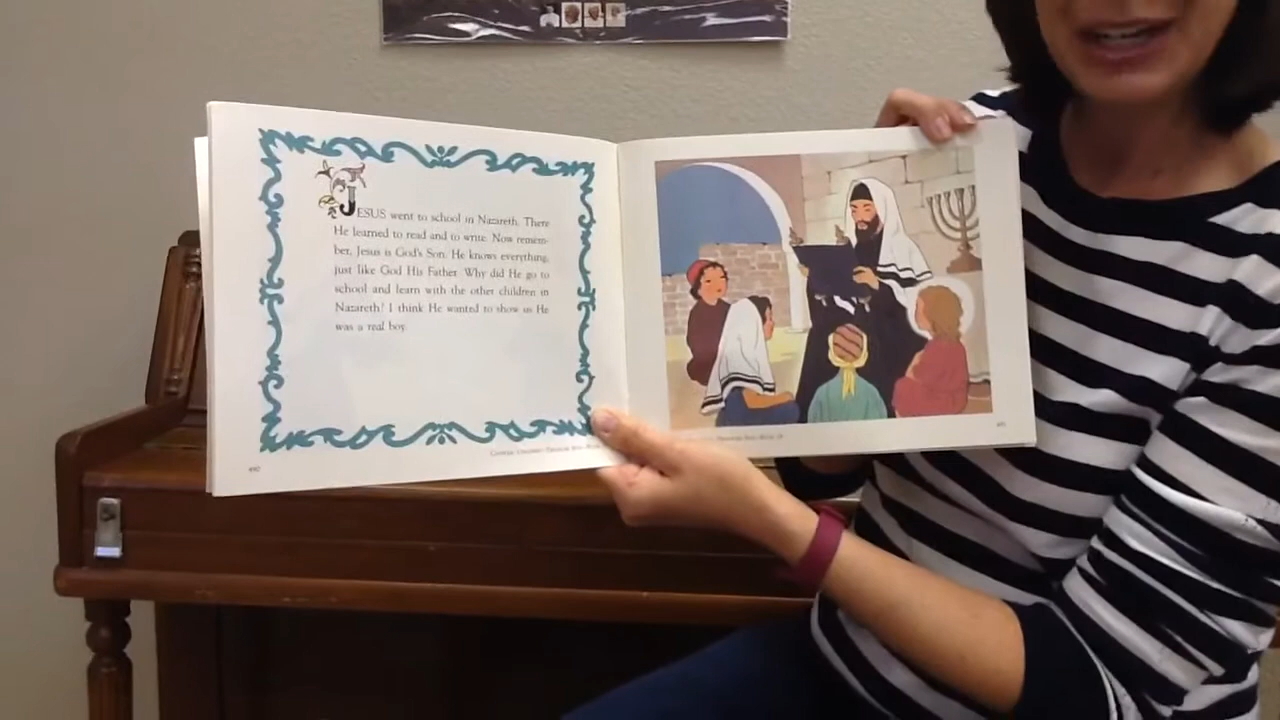 JESUS went to school in Nazareth. There
He learned to read and to write. Now remem-
ber, Jesus is God's Son. He knows everything,
just like God His Father. Why did He go to
school and learn with the other children in
Nazareth? I think He wanted to show us He
was a real boy.